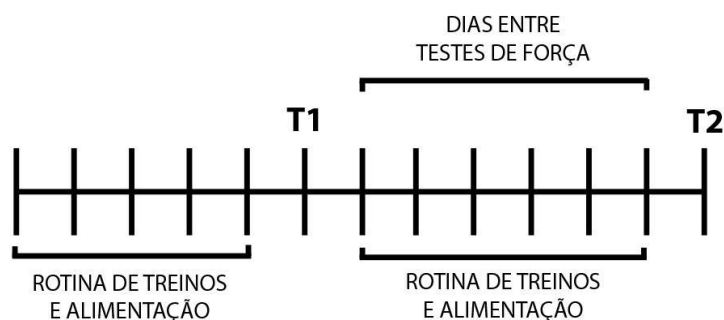 DIAS ENTRE
TESTES DE FORÇA
T1
T2
ROTINA DE TREINOS
E ALIMENTAÇÃO
ROTINA DE TREINOS
E ALIMENTAÇÃO